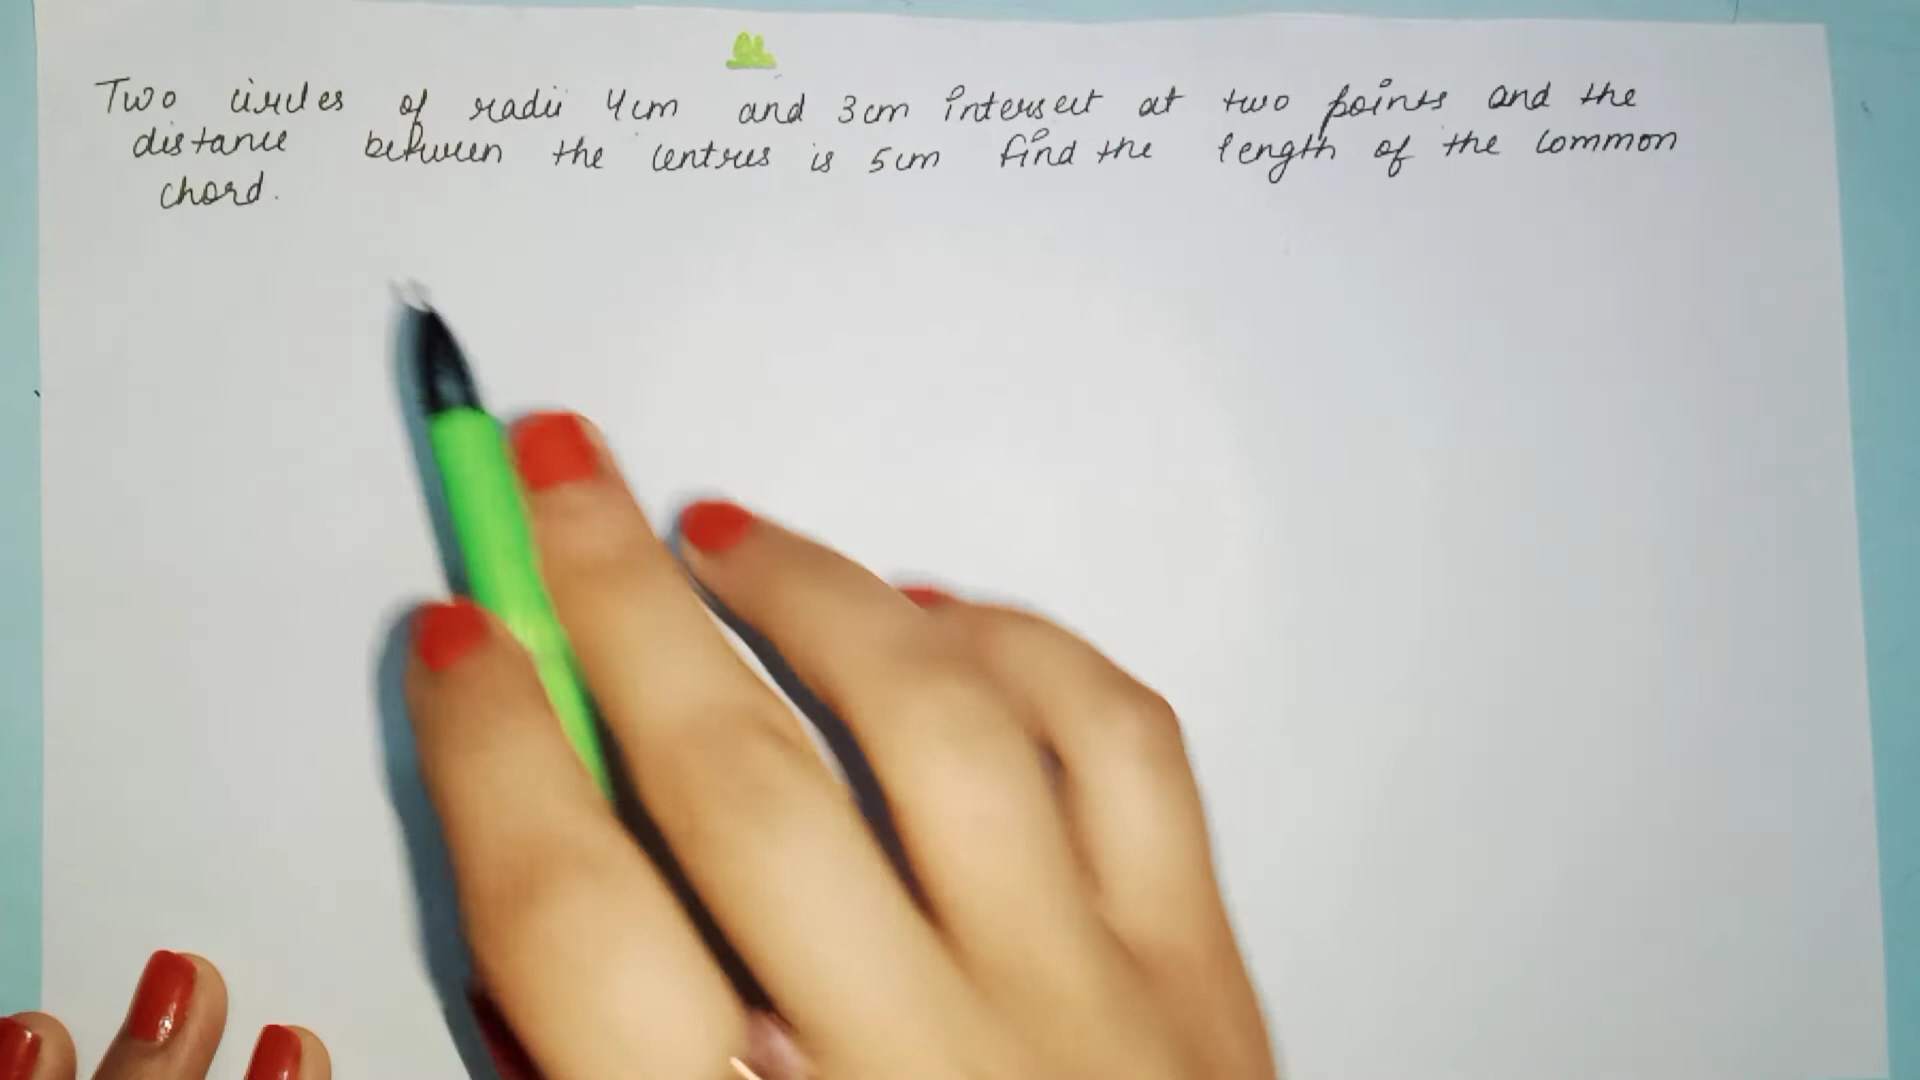 Two circles of radii 4cm and 3cm intersect at two points and the
distance between the centres is 5cm find the length of the common
chord.